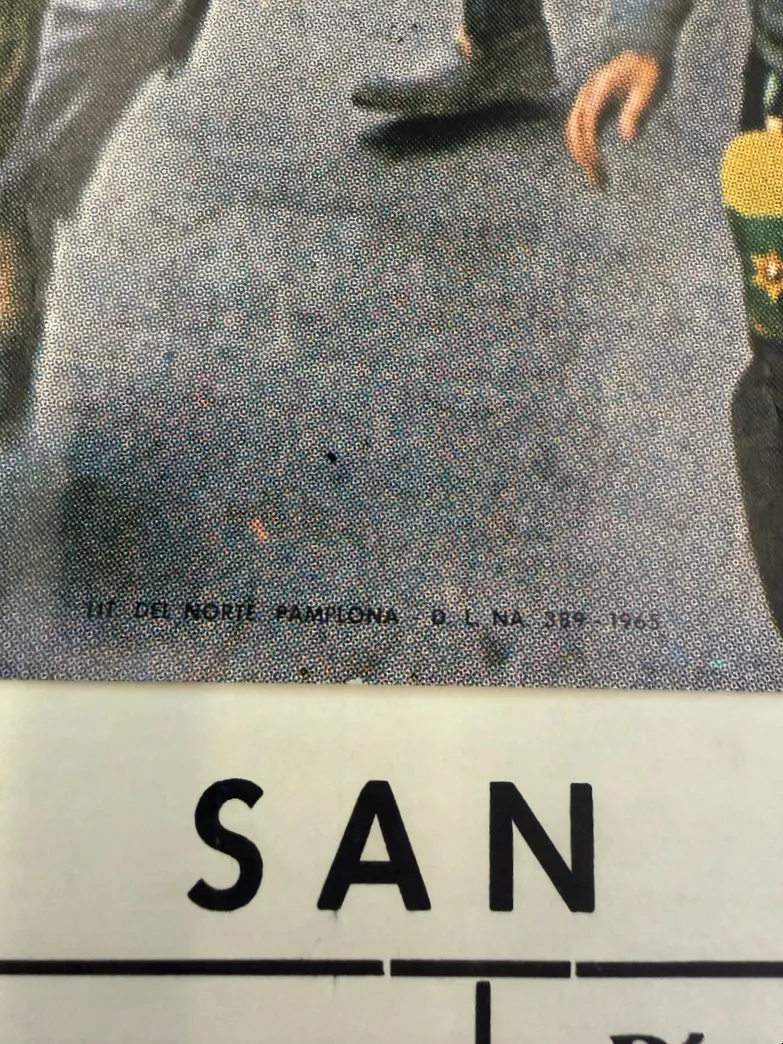 LIT. DEL NORTE. PAMPLONA - D. L. NA. 389 - 1965
SAN